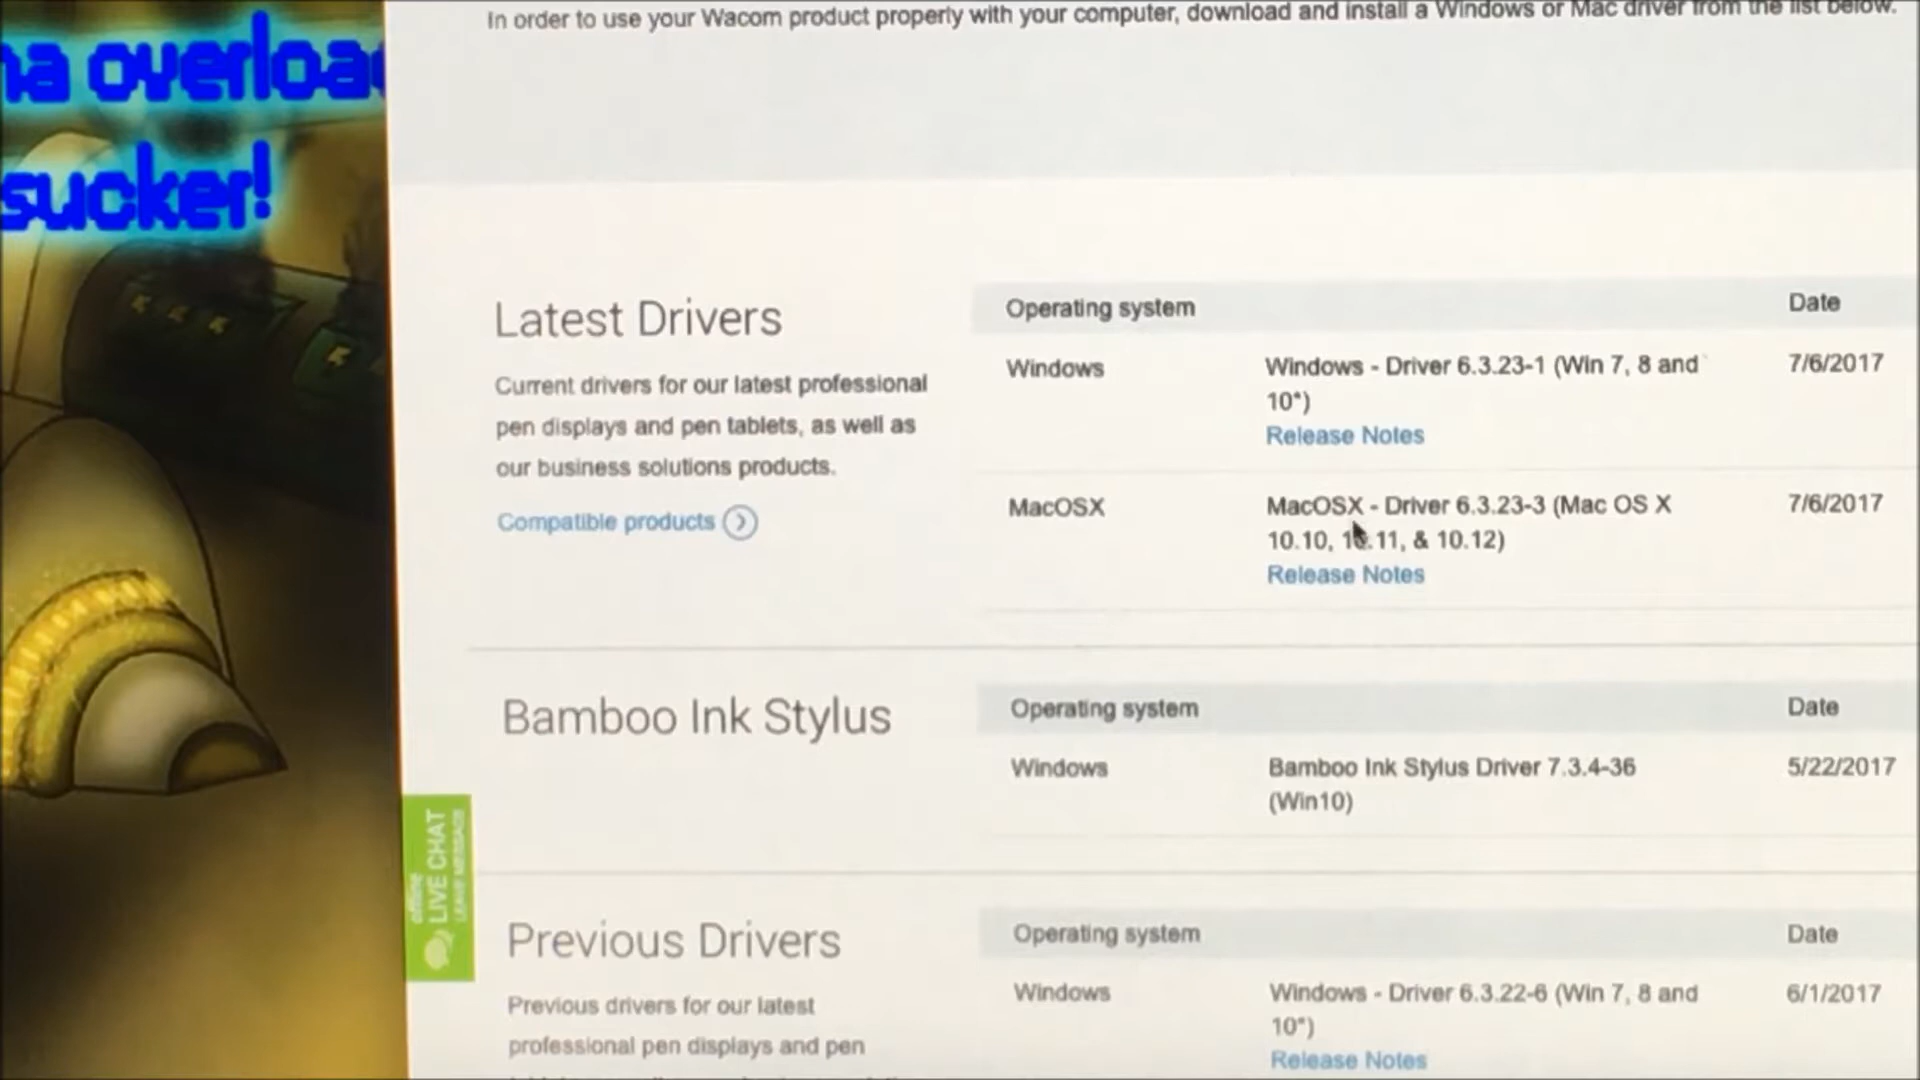 In order to use your Wacom product properly with your computer, download and install a Windows or Mac driver from the list below.
overload
sucker!
Latest Drivers
Current drivers for our latest professional
pen displays and pen tablets, as well as
our business solutions products.
Compatible products
Operating system Date
Windows Windows - Driver 6.3.23-1 (Win 7, 8 and 7/6/2017
10*)
Release Notes
MacOSX MacOSX - Driver 6.3.23-3 (Mac OS X 7/6/2017
10.10, 10.11, & 10.12)
Release Notes
Bamboo Ink Stylus
Operating system Date
Windows Bamboo Ink Stylus Driver 7.3.4-36 5/22/2017
(Win10)
offline
LIVE CHAT
LEAVE MESSAGE
Previous Drivers
Previous drivers for our latest
professional pen displays and pen
Operating system Date
Windows Windows - Driver 6.3.22-6 (Win 7, 8 and 6/1/2017
10*)
Release Notes